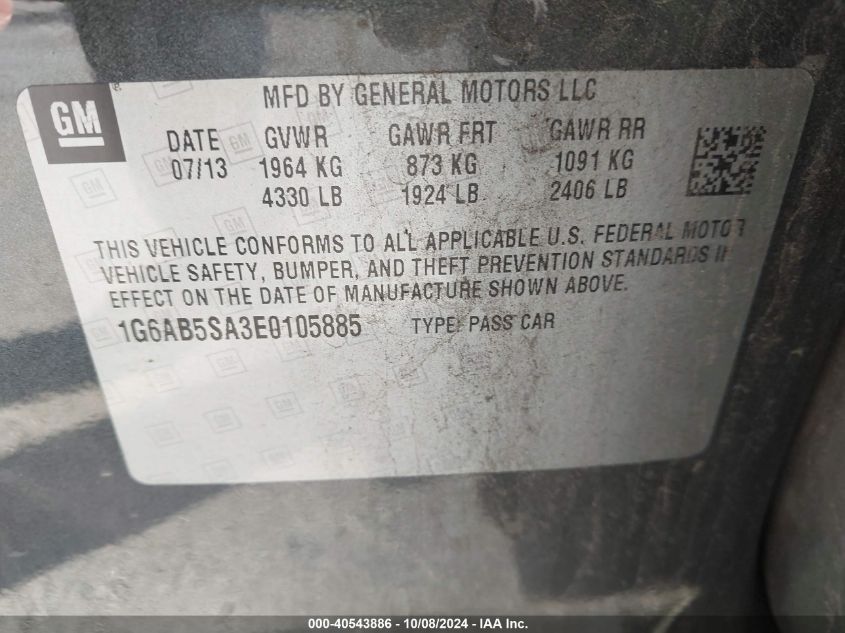 GM
MFD BY GENERAL MOTORS LLC
DATE GVWR GAWR FRT GAWR RR
07/13 1964 KG 873 KG 1091 KG
4330 LB 1924 LB 2406 LB
THIS VEHICLE CONFORMS TO ALL APPLICABLE U.S. FEDERAL MOTOR
VEHICLE SAFETY, BUMPER, AND THEFT PREVENTION STANDARDS IN
EFFECT ON THE DATE OF MANUFACTURE SHOWN ABOVE.
1G6AB5SA3E0105885 TYPE: PASS CAR
000-40543886 - 10/08/2024 - IAA Inc.